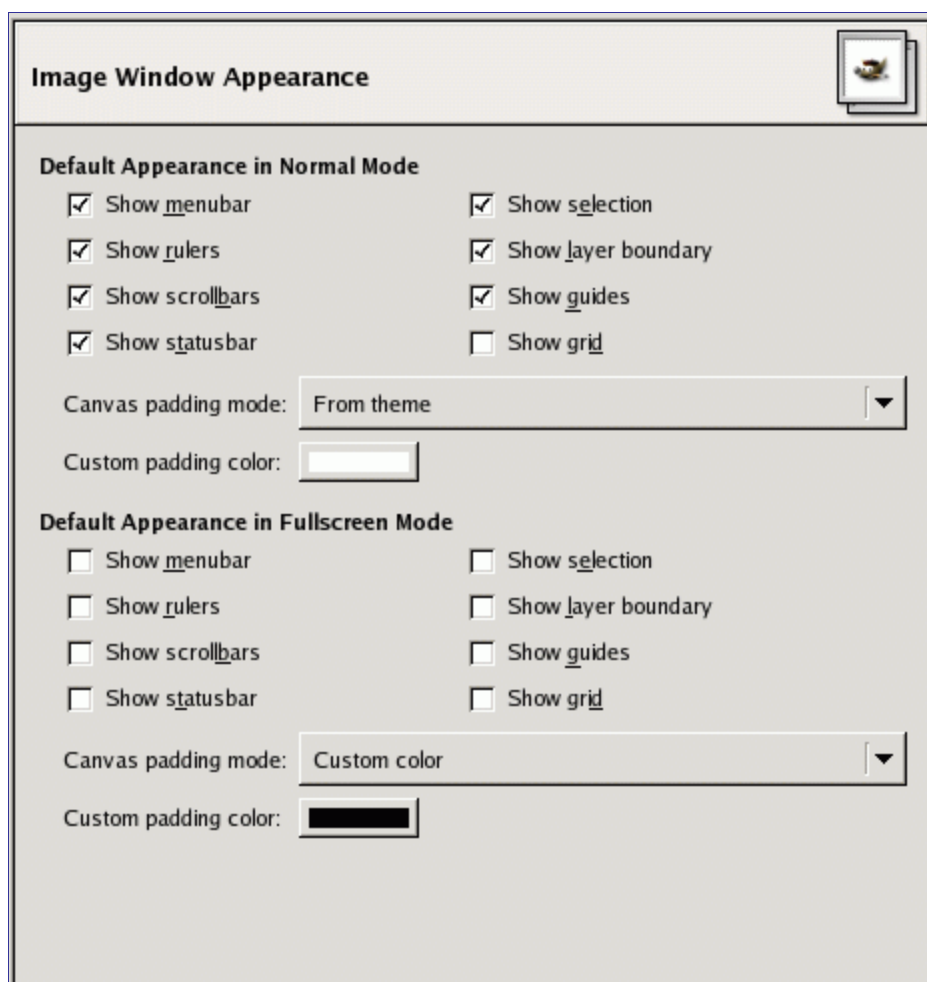 Image Window Appearance
Default Appearance in Normal Mode
Show menubar
Show selection
Show rulers
Show layer boundary
Show scrollbars
Show guides
Show statusbar
Show grid
Canvas padding mode: From theme
Custom padding color:
Default Appearance in Fullscreen Mode
Show menubar
Show selection
Show rulers
Show layer boundary
Show scrollbars
Show guides
Show statusbar
Show grid
Canvas padding mode: Custom color
Custom padding color: